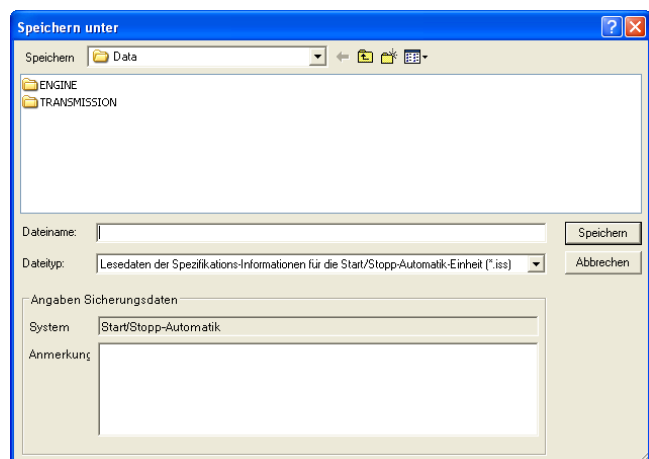 Speichern unter
Speichern Data
ENGINE
TRANSMISSION
Dateiname: Speichern
Dateityp: Lesedaten der Spezifikations-Informationen für die Start/Stopp-Automatik-Einheit (*.iss) Abbrechen
Angaben Sicherungsdaten
System Start/Stopp-Automatik
Anmerkung